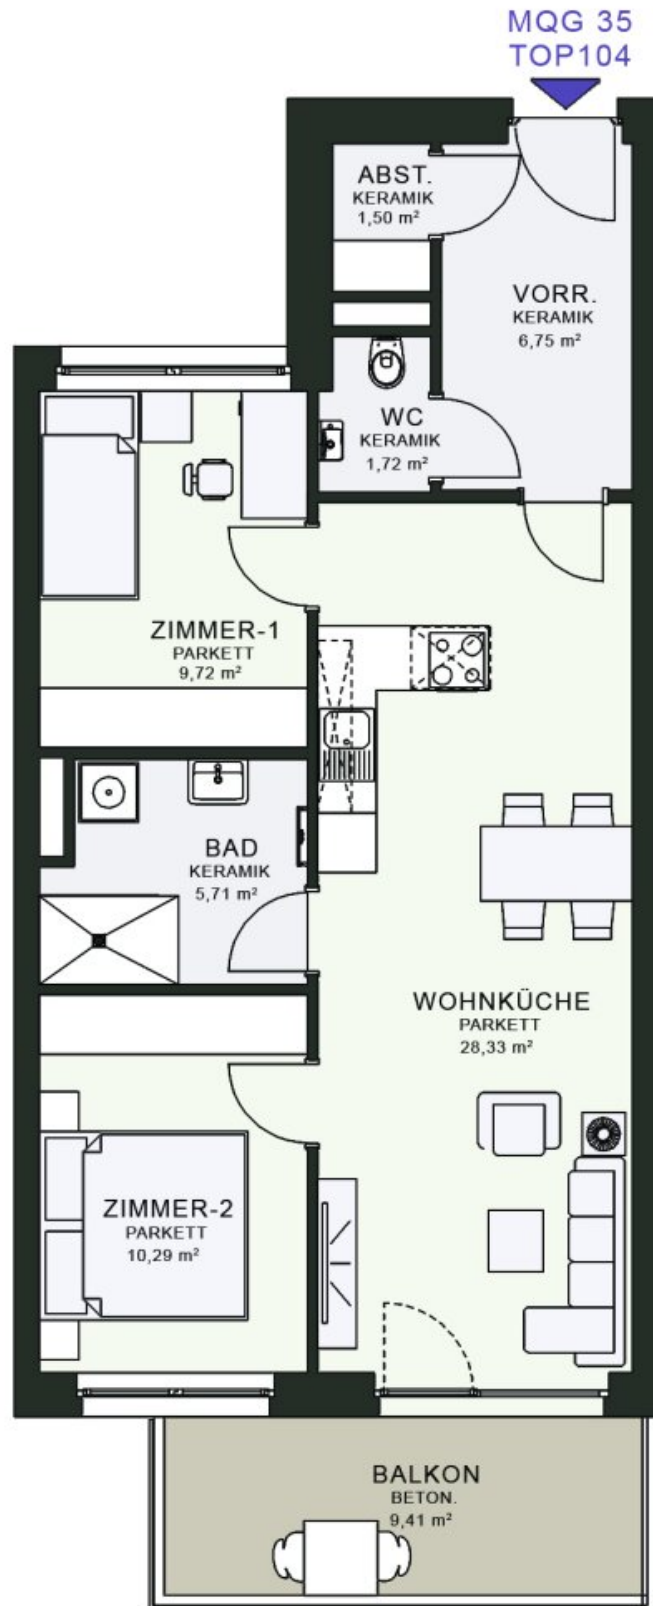 MQG 35
TOP104
ABST.
KERAMIK
1,50 m²
VORR.
KERAMIK
6,75 m²
WC
KERAMIK
1,72 m²
ZIMMER-1
PARKETT
9,72 m²
BAD
KERAMIK
5,71 m²
WOHNKÜCHE
PARKETT
28,33 m²
ZIMMER-2
PARKETT
10,29 m²
BALKON
BETON.
9,41 m²